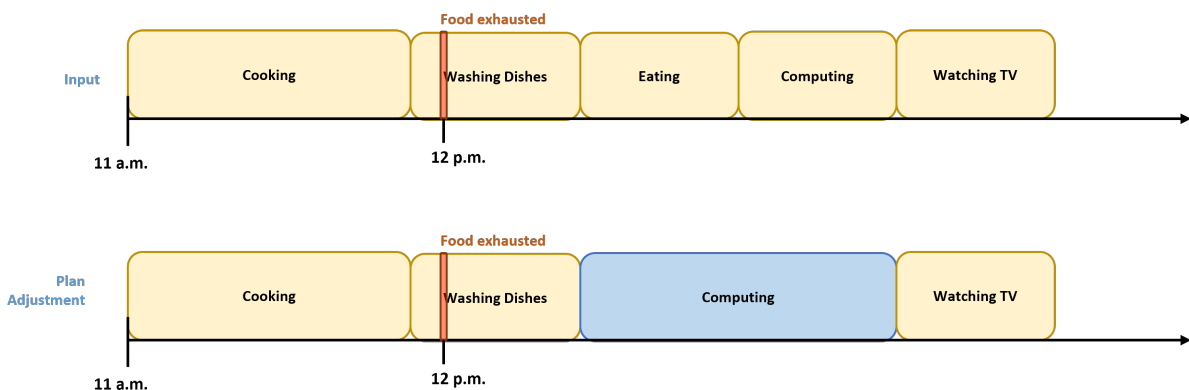 Food exhausted
Input
Cooking
Washing Dishes
Eating
Computing
Watching TV
11 a.m.
12 p.m.
Food exhausted
Plan
Adjustment
Cooking
Washing Dishes
Computing
Watching TV
11 a.m.
12 p.m.